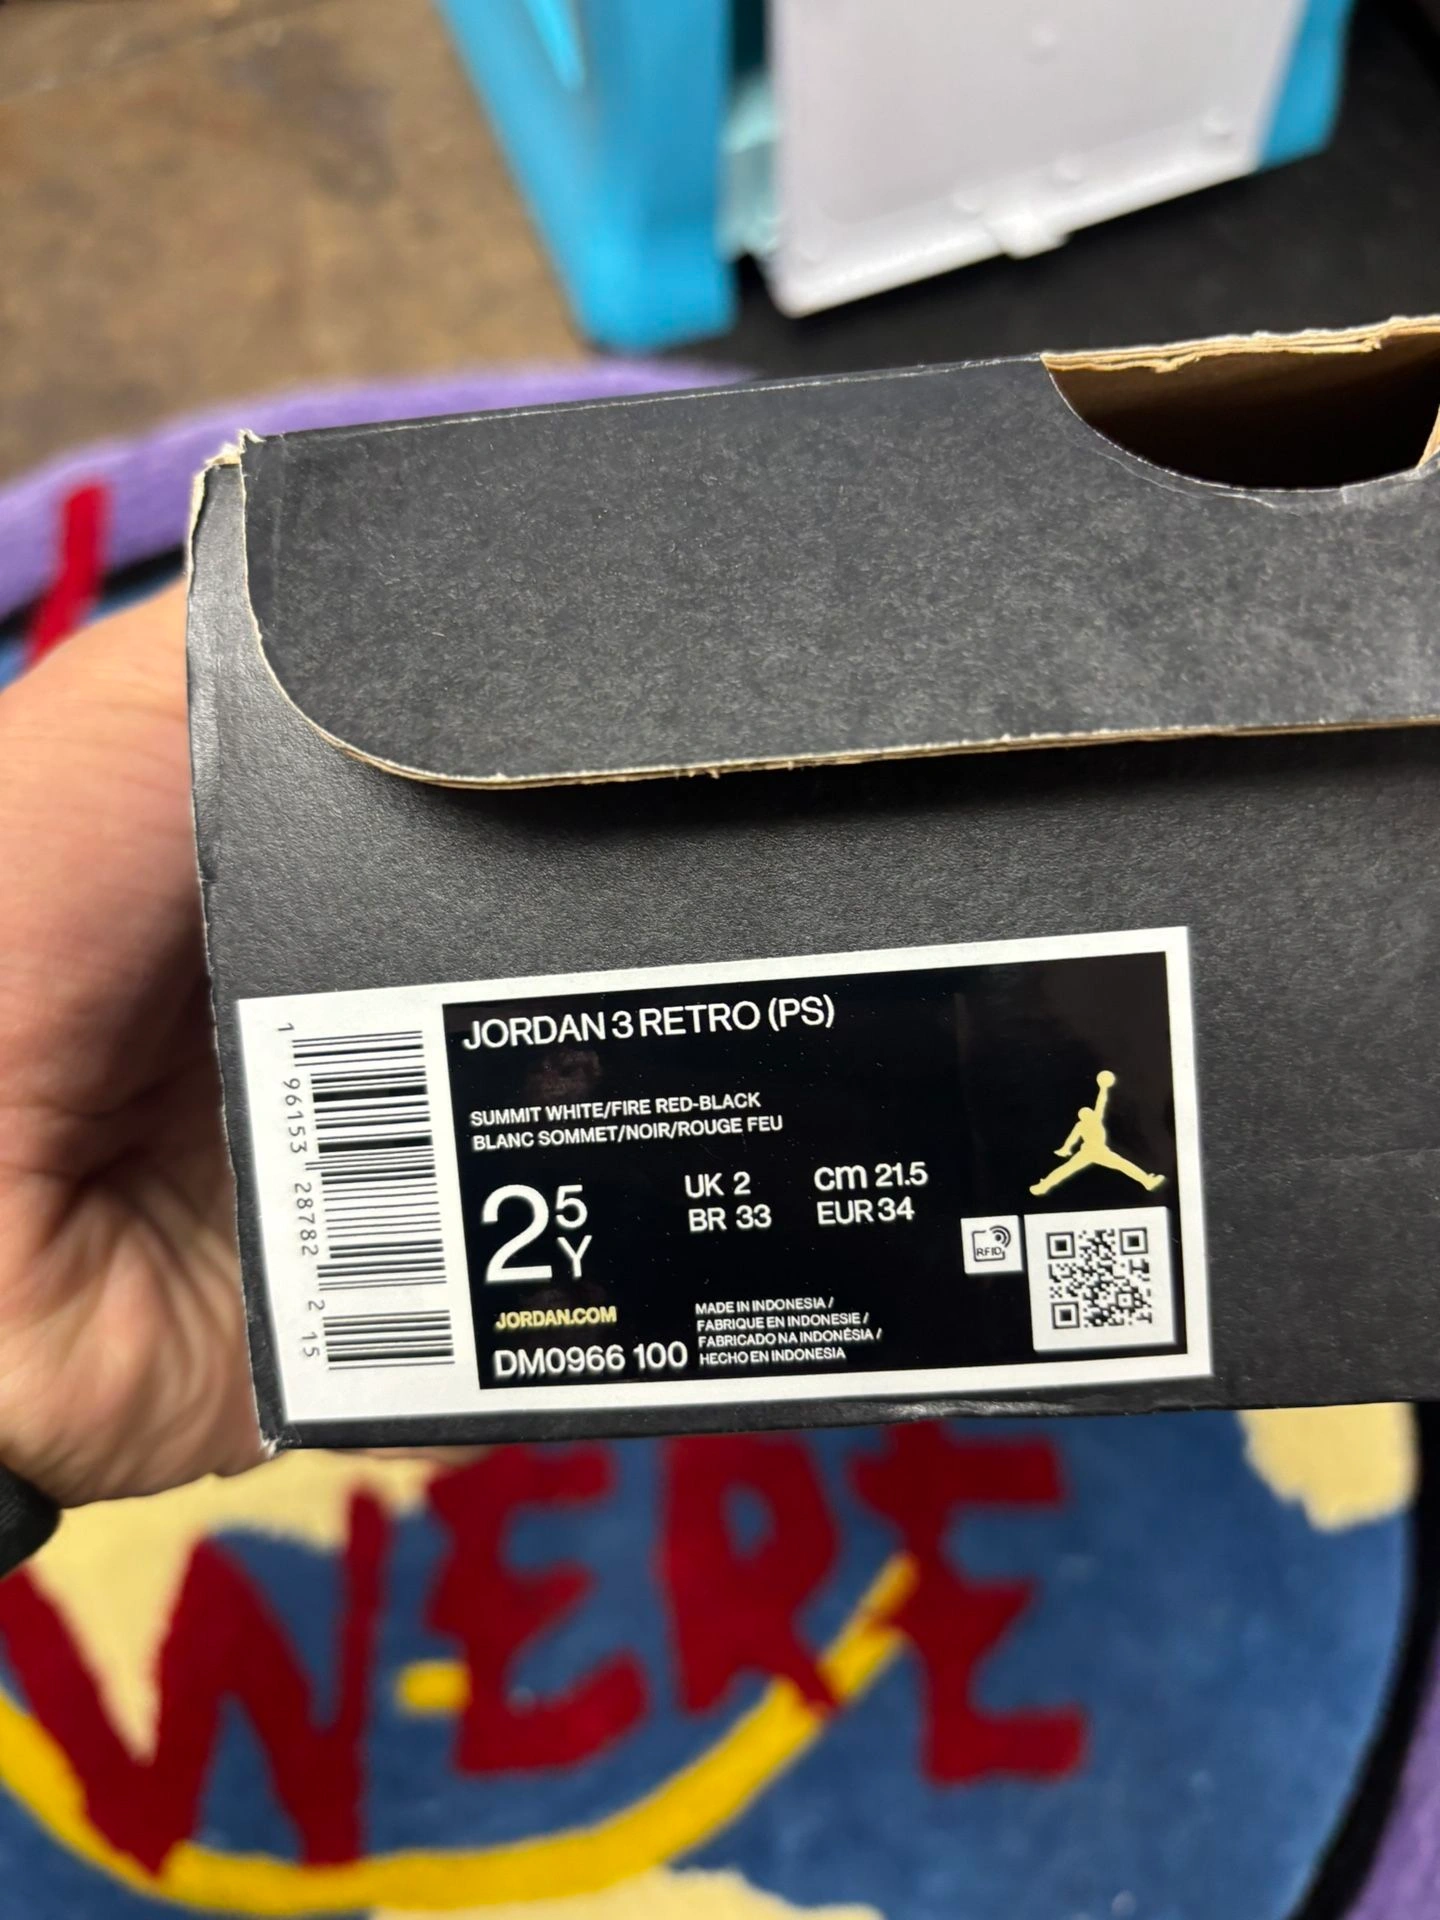 JORDAN 3 RETRO (PS)
SUMMIT WHITE/FIRE RED-BLACK
BLANC SOMMET/NOIR/ROUGE FEU
2 5 Y
UK 2
BR 33
cm 21.5
EUR 34
RFID
JORDAN.COM
DM0966 100
MADE IN INDONESIA /
FABRIQUE EN INDONESIE /
FABRICADO NA INDONÉSIA /
HECHO EN INDONESIA
1 96153 28782 2 15
WERE